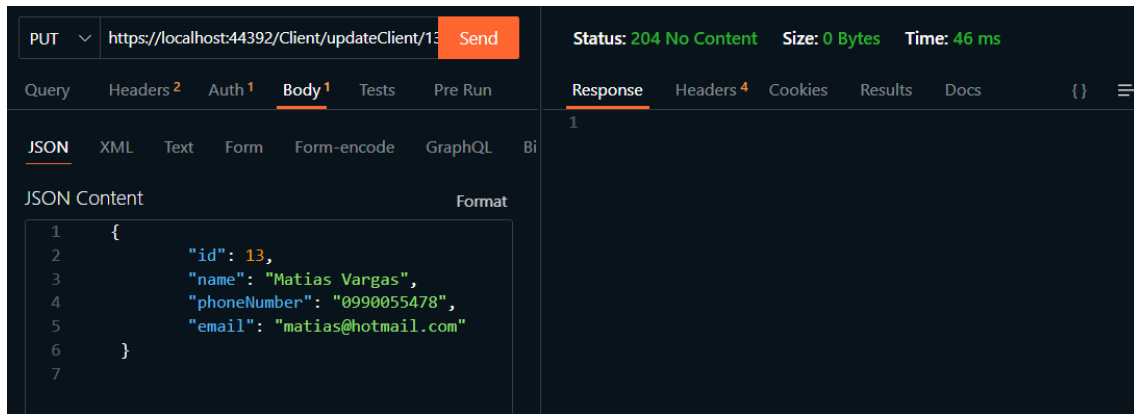 PUT https://localhost:44392/Client/updateClient/13 Send
Query Headers 2 Auth 1 Body 1 Tests Pre Run
JSON XML Text Form Form-encode GraphQL Bi
JSON Content Format
1 {
2 "id": 13,
3 "name": "Matias Vargas",
4 "phoneNumber": "0990055478",
5 "email": "matias@hotmail.com"
6 }
7
Status: 204 No Content Size: 0 Bytes Time: 46 ms
Response Headers 4 Cookies Results Docs {}
1